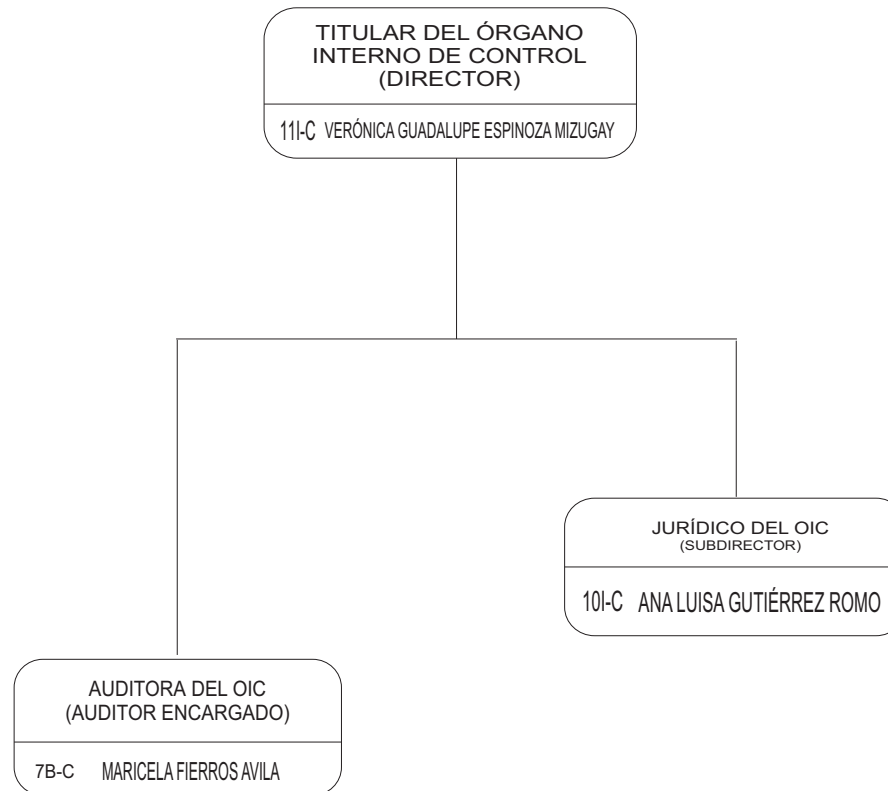 TITULAR DEL ÓRGANO
INTERNO DE CONTROL
(DIRECTOR)
11I-C VERÓNICA GUADALUPE ESPINOZA MIZUGAY
JURÍDICO DEL OIC
(SUBDIRECTOR)
10I-C ANA LUISA GUTIÉRREZ ROMO
AUDITORA DEL OIC
(AUDITOR ENCARGADO)
7B-C MARICELA FIERROS AVILA